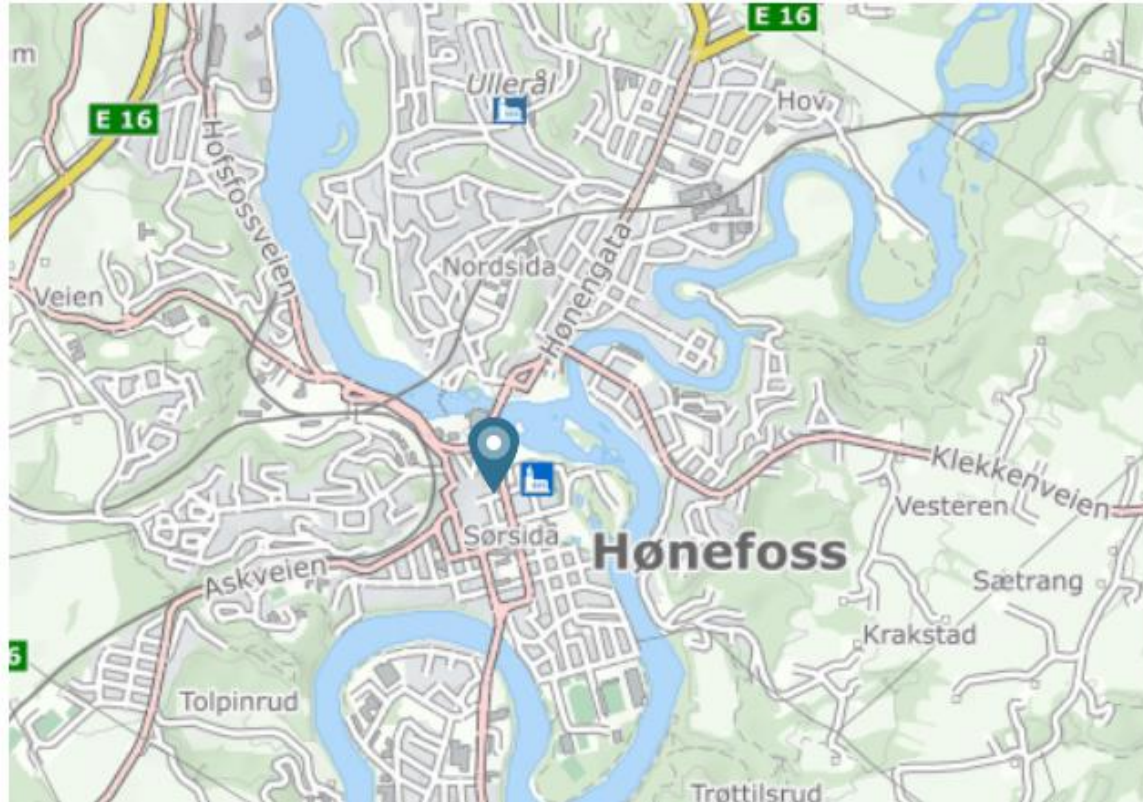 E 16
m
Ullerål
E 16
Hov
Hofsfossveien
Nordsida
Veien
Hønengata
Klekkenveien
Vesteren
Sørsida
Hønefoss
Askveien
Sætrang
Krakstad
6
Tolpinrud
Trøttilsrud